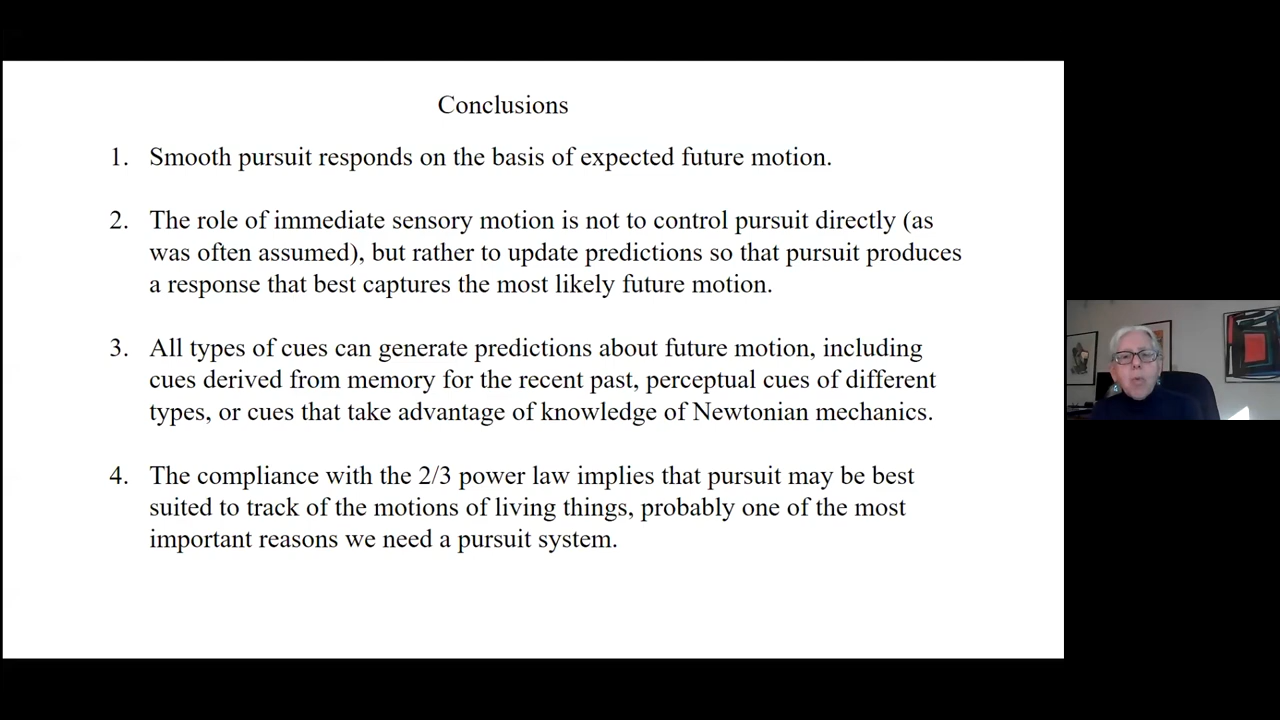 Conclusions
1. Smooth pursuit responds on the basis of expected future motion.
2. The role of immediate sensory motion is not to control pursuit directly (as
was often assumed), but rather to update predictions so that pursuit produces
a response that best captures the most likely future motion.
3. All types of cues can generate predictions about future motion, including
cues derived from memory for the recent past, perceptual cues of different
types, or cues that take advantage of knowledge of Newtonian mechanics.
4. The compliance with the 2/3 power law implies that pursuit may be best
suited to track of the motions of living things, probably one of the most
important reasons we need a pursuit system.